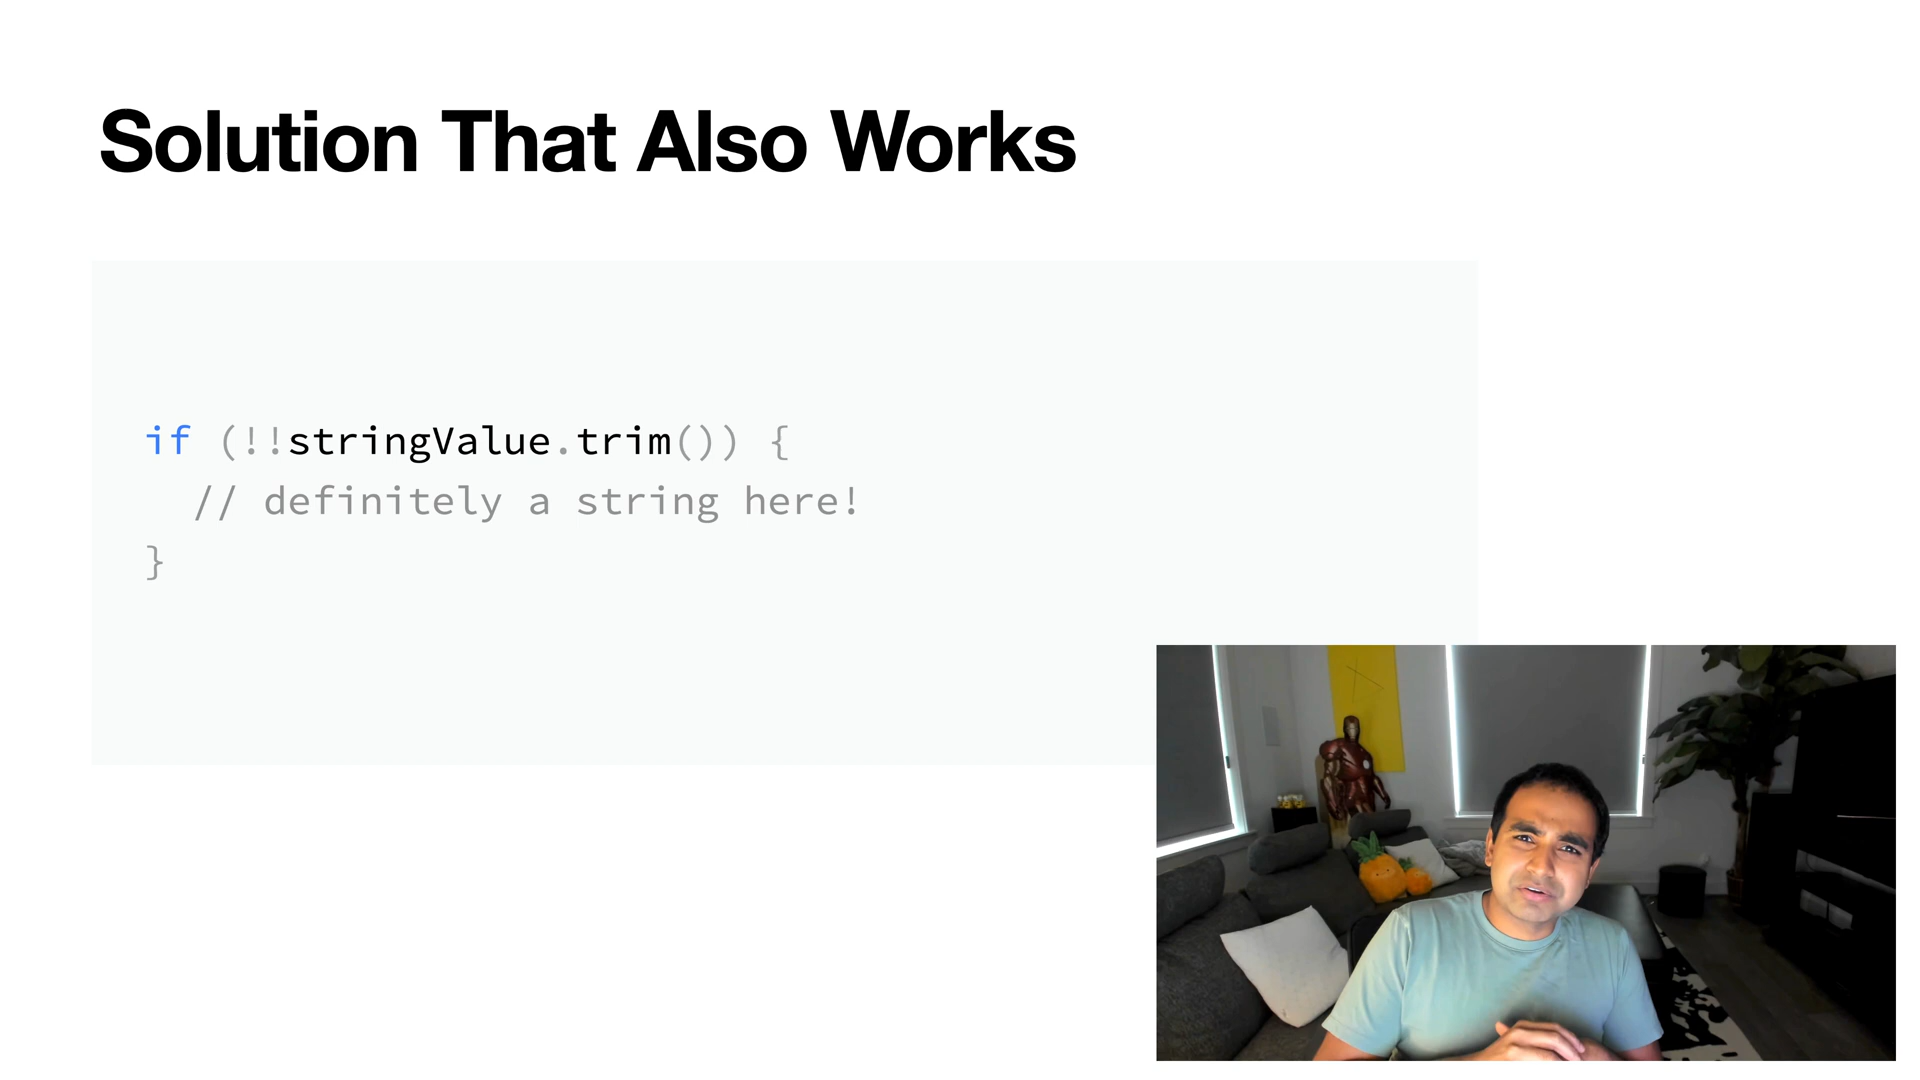 Solution That Also Works
if (!!stringValue.trim()) {
// definitely a string here!
}